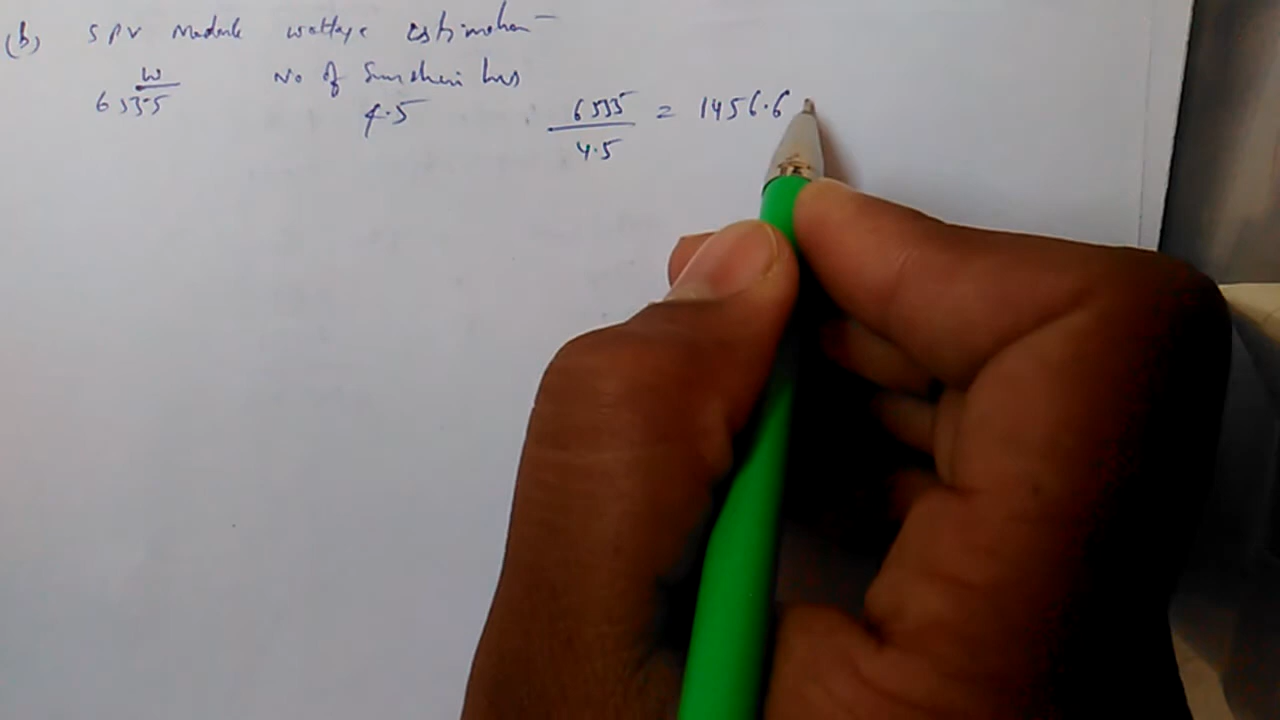 (b) SPV Module wattage estimation –
W No of Sunshine hrs
6555 4.5 6555 / 4.5 = 1456.6